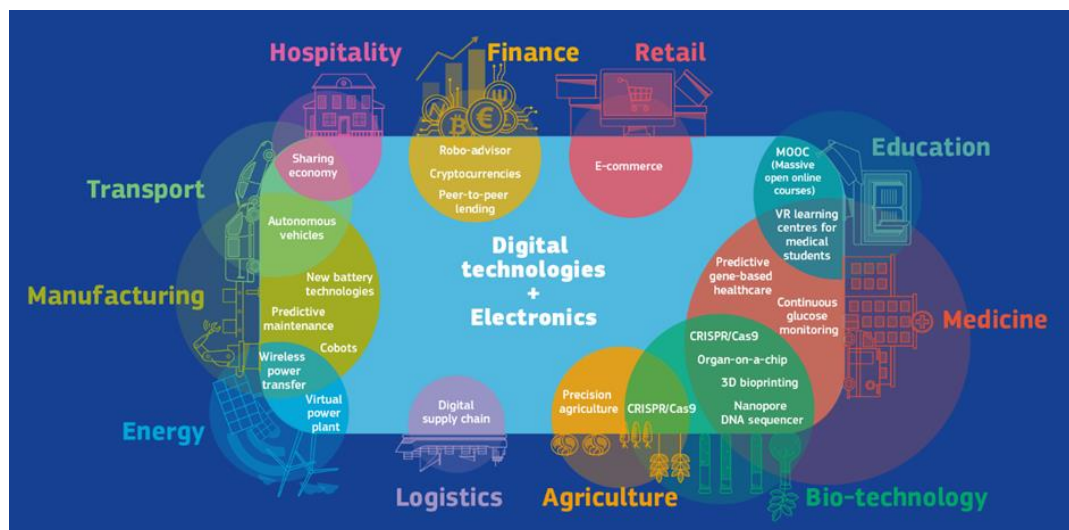 Hospitality
Finance
Retail
Education
Transport
Manufacturing
Energy
Logistics
Agriculture
Bio-technology
Medicine
Digital
technologies
+
Electronics
Sharing
economy
Robo-advisor
Cryptocurrencies
Peer-to-peer
lending
E-commerce
MOOC
(Massive
open online
courses)
VR learning
centres for
medical
students
Autonomous
vehicles
New battery
technologies
Predictive
maintenance
Cobots
Wireless
power
transfer
Virtual
power
plant
Digital
supply chain
Precision
agriculture
CRISPR/Cas9
Predictive
gene-based
healthcare
Continuous
glucose
monitoring
CRISPR/Cas9
Organ-on-a-chip
3D bioprinting
Nanopore
DNA sequencer